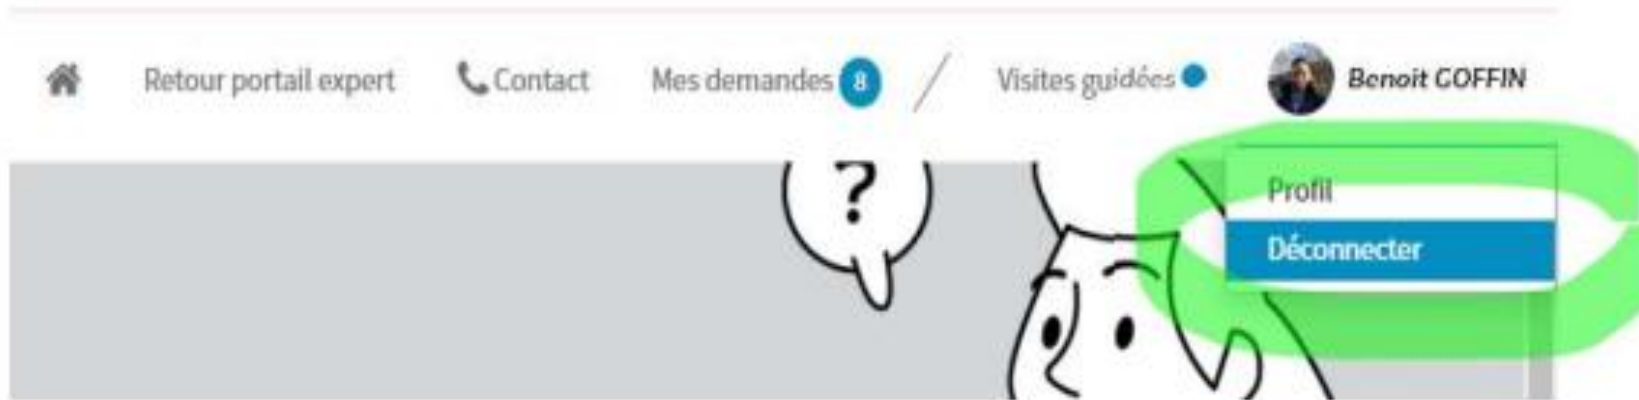 Retour portail expert Contact Mes demandes 8 Visites guidées Benoit COFFIN
?
Profil
Déconnecter